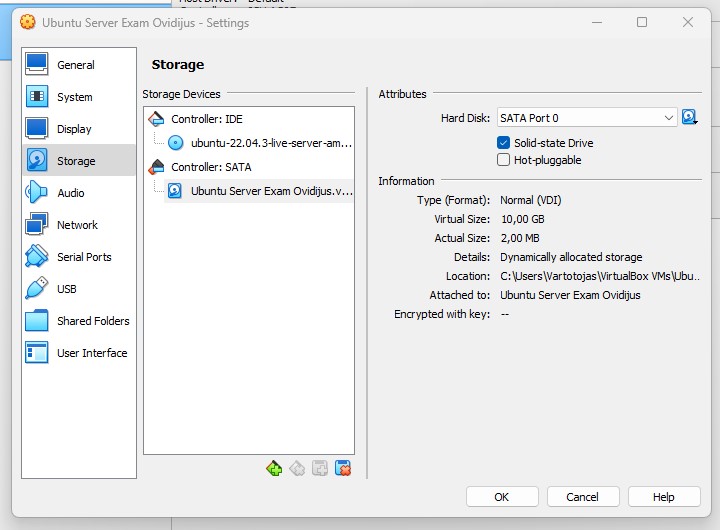 Ubuntu Server Exam Ovidijus - Settings
General
System
Display
Storage
Audio
Network
Serial Ports
USB
Shared Folders
User Interface
Storage
Storage Devices
Controller: IDE
ubuntu-22.04.3-live-server-am...
Controller: SATA
Ubuntu Server Exam Ovidijus.v...
Attributes
Hard Disk: SATA Port 0
Solid-state Drive
Hot-pluggable
Information
Type (Format): Normal (VDI)
Virtual Size: 10,00 GB
Actual Size: 2,00 MB
Details: Dynamically allocated storage
Location: C:\Users\Vartotojas\VirtualBox VMs\Ubu...
Attached to: Ubuntu Server Exam Ovidijus
Encrypted with key: --
OK
Cancel
Help